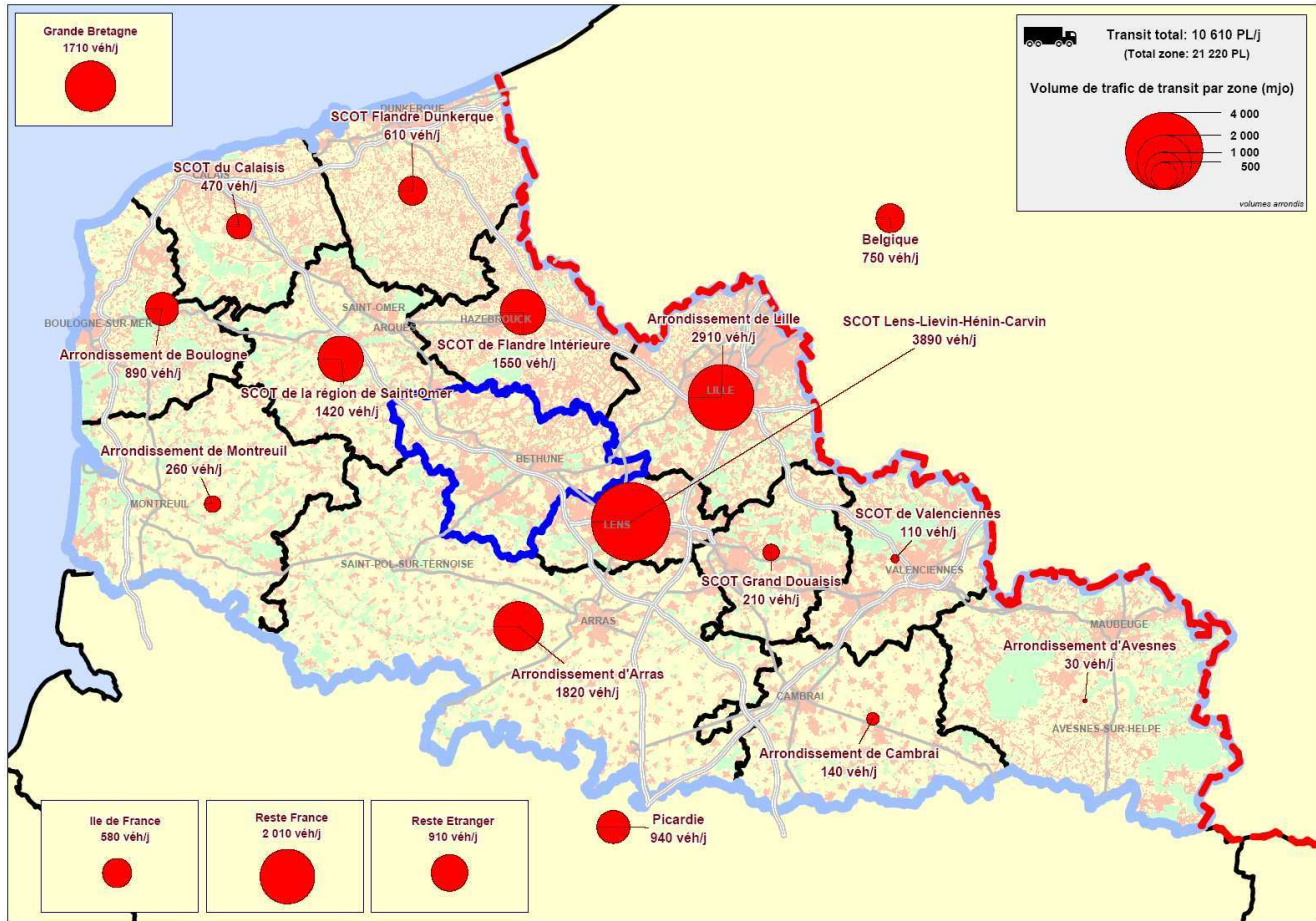 Grande Bretagne
1710 véh/j
Transit total: 10 610 PL/j
(Total zone: 21 220 PL)
Volume de trafic de transit par zone (mjo)
4 000
2 000
1 000
500
volumes arrondis
DUNKERQUE
SCOT Flandre Dunkerque
610 véh/j
SCOT du Calaisis
CALAIS
470 véh/j
Belgique
750 véh/j
SAINT-OMER
BOULOGNE-SUR-MER
ARQUES
HAZEBROUCK
Arrondissement de Lille
2910 véh/j
SCOT Lens-Lievin-Hénin-Carvin
3890 véh/j
Arrondissement de Boulogne
890 véh/j
SCOT de Flandre Intérieure
1550 véh/j
SCOT de la région de Saint-Omer
1420 véh/j
LILLE
Arrondissement de Montreuil
260 véh/j
BETHUNE
MONTREUIL
SCOT de Valenciennes
110 véh/j
LENS
SAINT-POL-SUR-TERNOISE
VALENCIENNES
SCOT Grand Douaisis
210 véh/j
ARRAS
MAUBEUGE
Arrondissement d'Avesnes
30 véh/j
Arrondissement d'Arras
1820 véh/j
CAMBRAI
AVESNES-SUR-HELPE
Arrondissement de Cambrai
140 véh/j
Ile de France
580 véh/j
Reste France
2 010 véh/j
Reste Etranger
910 véh/j
Picardie
940 véh/j